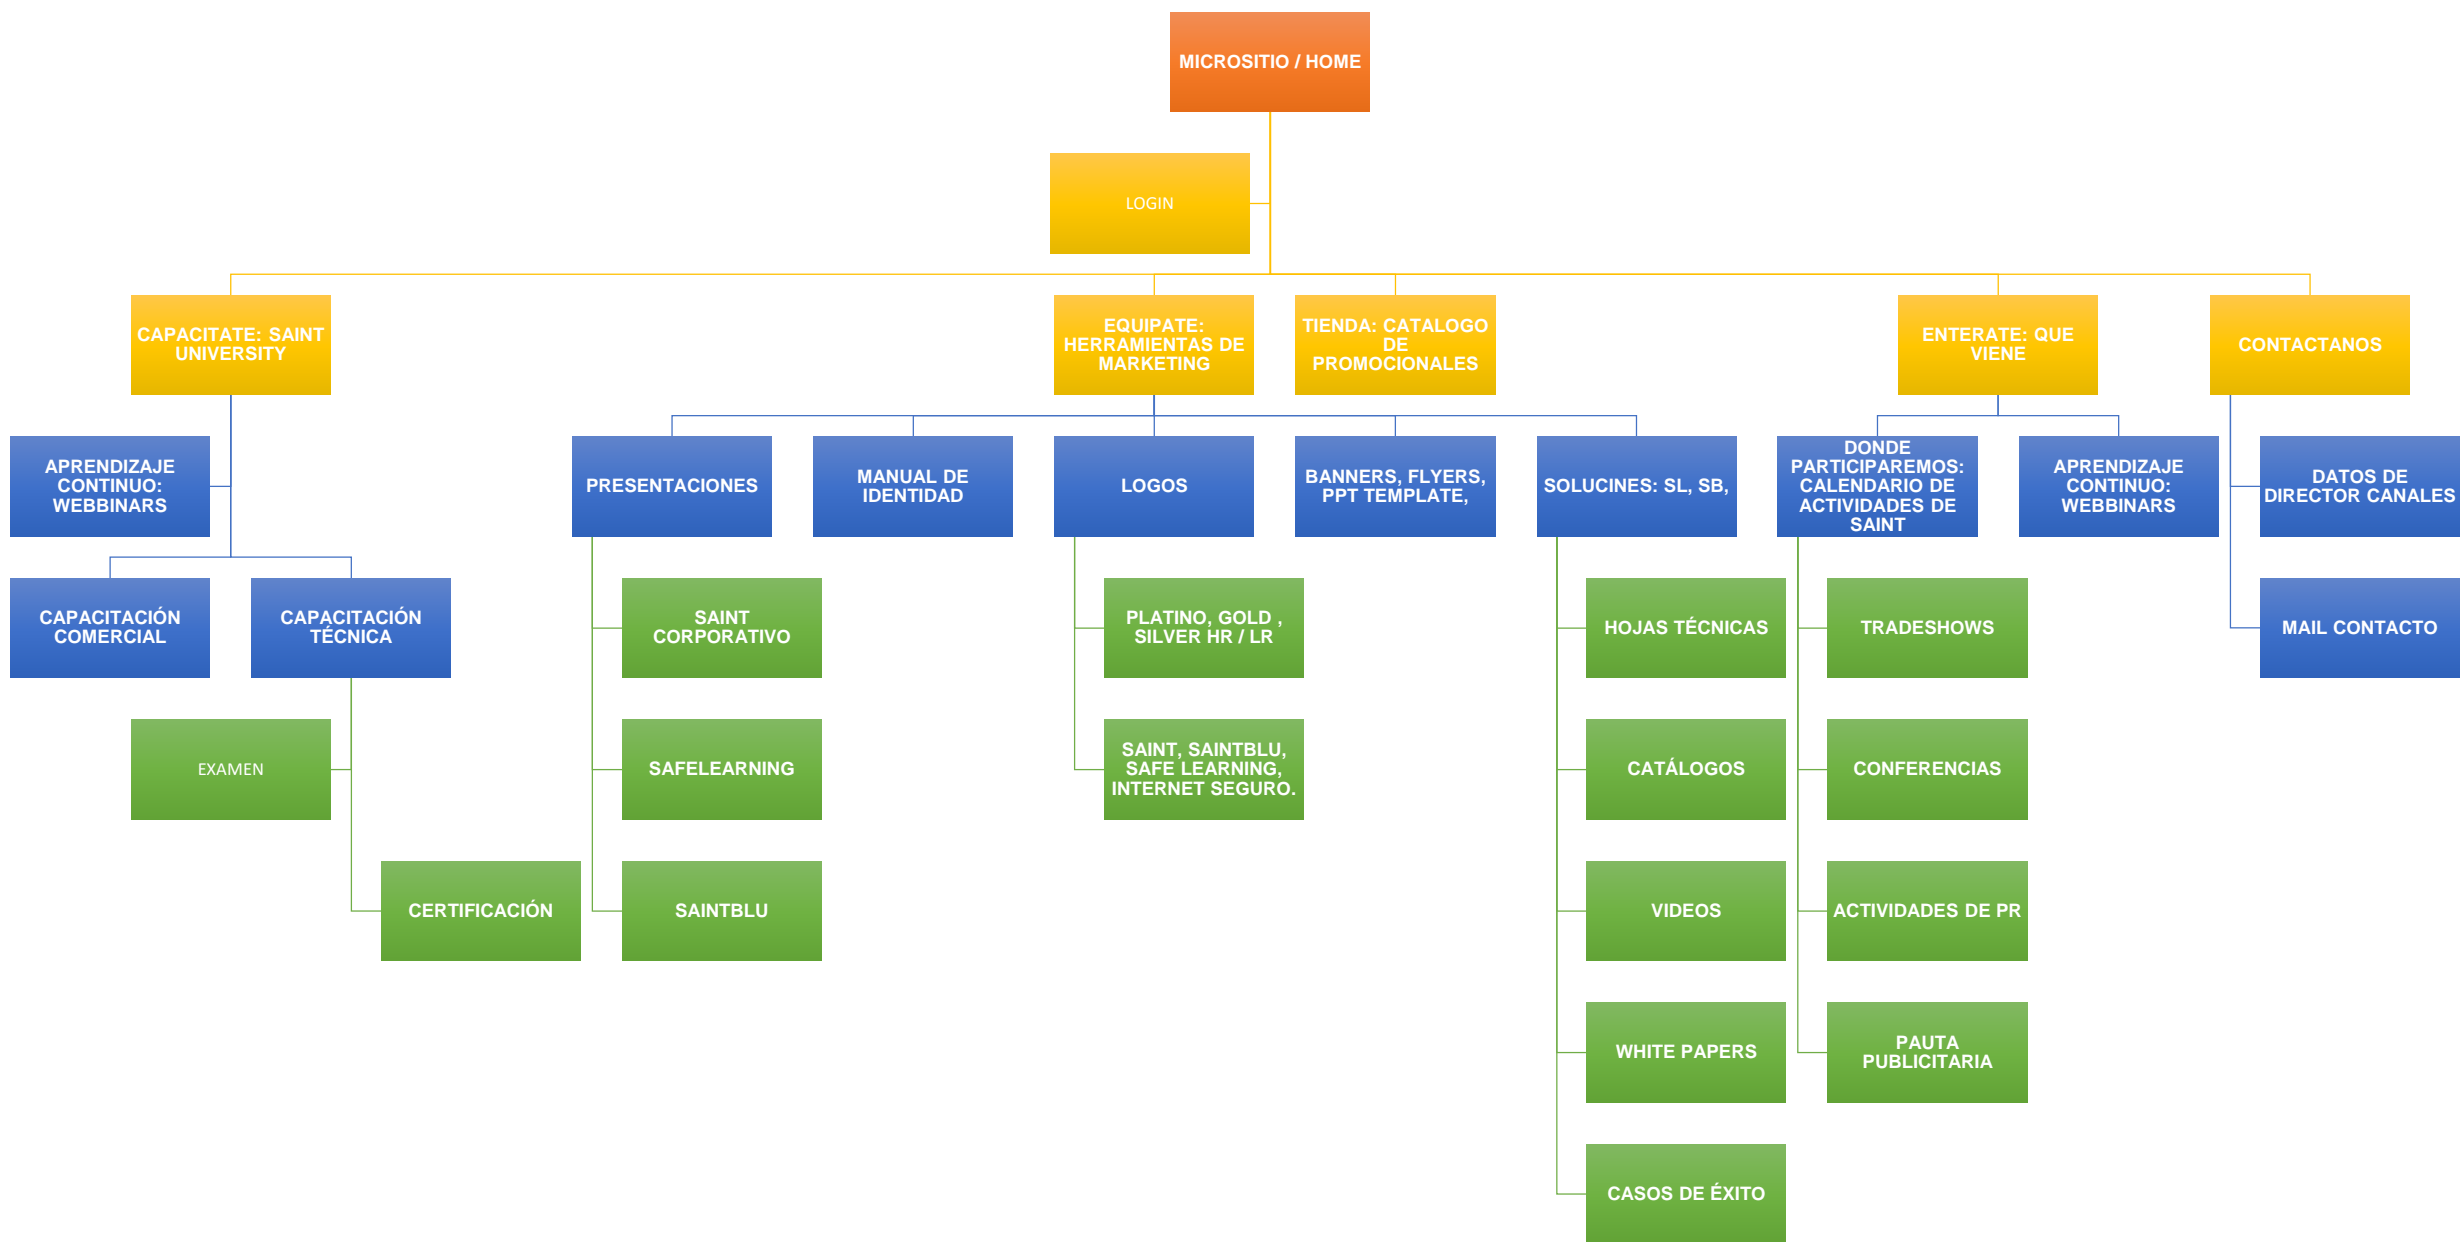 MICROSITIO / HOME
LOGIN
CAPACITATE: SAINT
UNIVERSITY
EQUIPATE:
HERRAMIENTAS DE
MARKETING
TIENDA: CATALOGO
DE
PROMOCIONALES
ENTERATE: QUE
VIENE
CONTACTANOS
APRENDIZAJE
CONTINUO:
WEBBINARS
PRESENTACIONES
MANUAL DE
IDENTIDAD
LOGOS
BANNERS, FLYERS,
PPT TEMPLATE,
SOLUCINES: SL, SB,
DONDE
PARTICIPAREMOS:
CALENDARIO DE
ACTIVIDADES DE
SAINT
APRENDIZAJE
CONTINUO:
WEBBINARS
DATOS DE
DIRECTOR CANALES
CAPACITACIÓN
COMERCIAL
CAPACITACIÓN
TÉCNICA
SAINT
CORPORATIVO
PLATINO, GOLD ,
SILVER HR / LR
HOJAS TÉCNICAS
TRADESHOWS
MAIL CONTACTO
EXAMEN
SAFELEARNING
SAINT, SAINTBLU,
SAFE LEARNING,
INTERNET SEGURO.
CATÁLOGOS
CONFERENCIAS
CERTIFICACIÓN
SAINTBLU
VIDEOS
ACTIVIDADES DE PR
WHITE PAPERS
PAUTA
PUBLICITARIA
CASOS DE ÉXITO